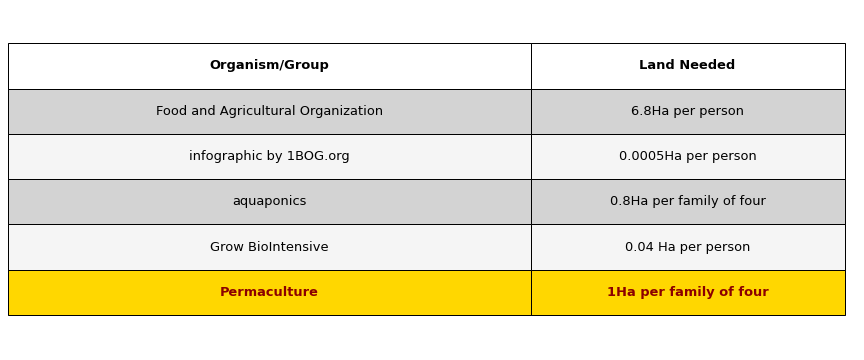 Organism/Group Land Needed
Food and Agricultural Organization 6.8Ha per person
infographic by 1BOG.org 0.0005Ha per person
aquaponics 0.8Ha per family of four
Grow BioIntensive 0.04 Ha per person
Permaculture 1Ha per family of four